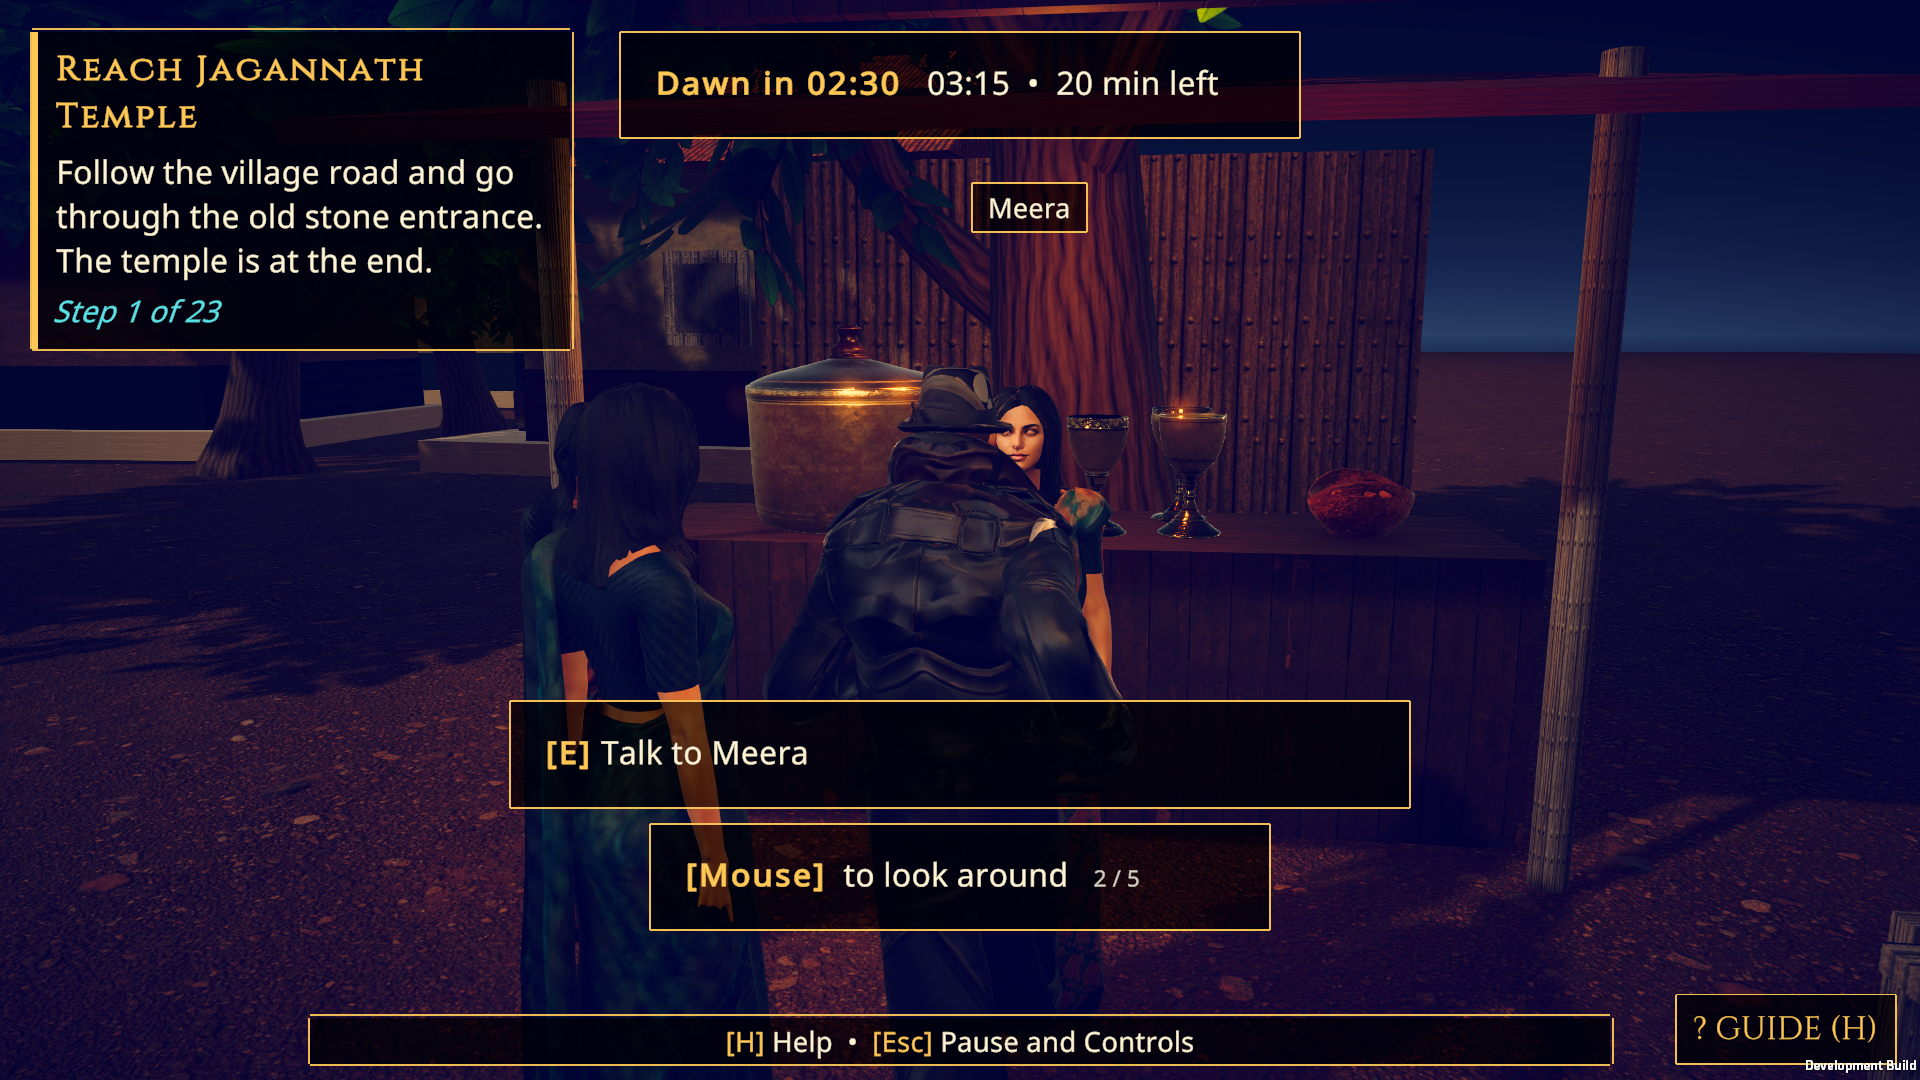 Reach Jagannath
Temple
Follow the village road and go
through the old stone entrance.
The temple is at the end.
Step 1 of 23
Dawn in 02:30 03:15 • 20 min left
Meera
[E] Talk to Meera
[Mouse] to look around 2 / 5
[H] Help • [Esc] Pause and Controls
? GUIDE (H)
Development Build